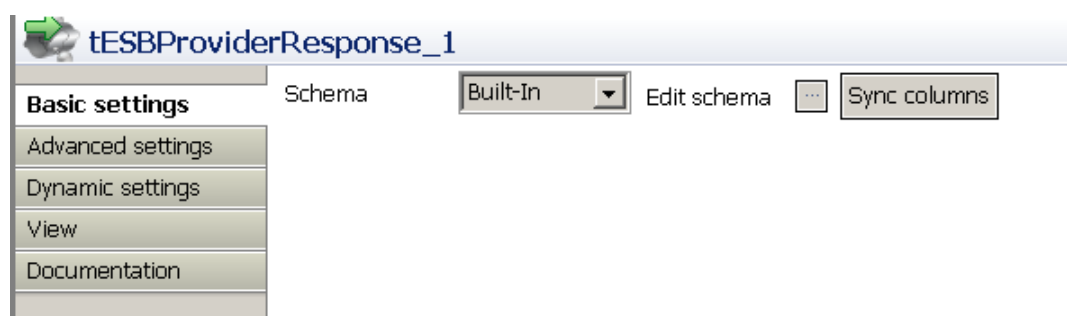 tESBProviderResponse_1
Basic settings
Schema Built-In Edit schema ... Sync columns
Advanced settings
Dynamic settings
View
Documentation